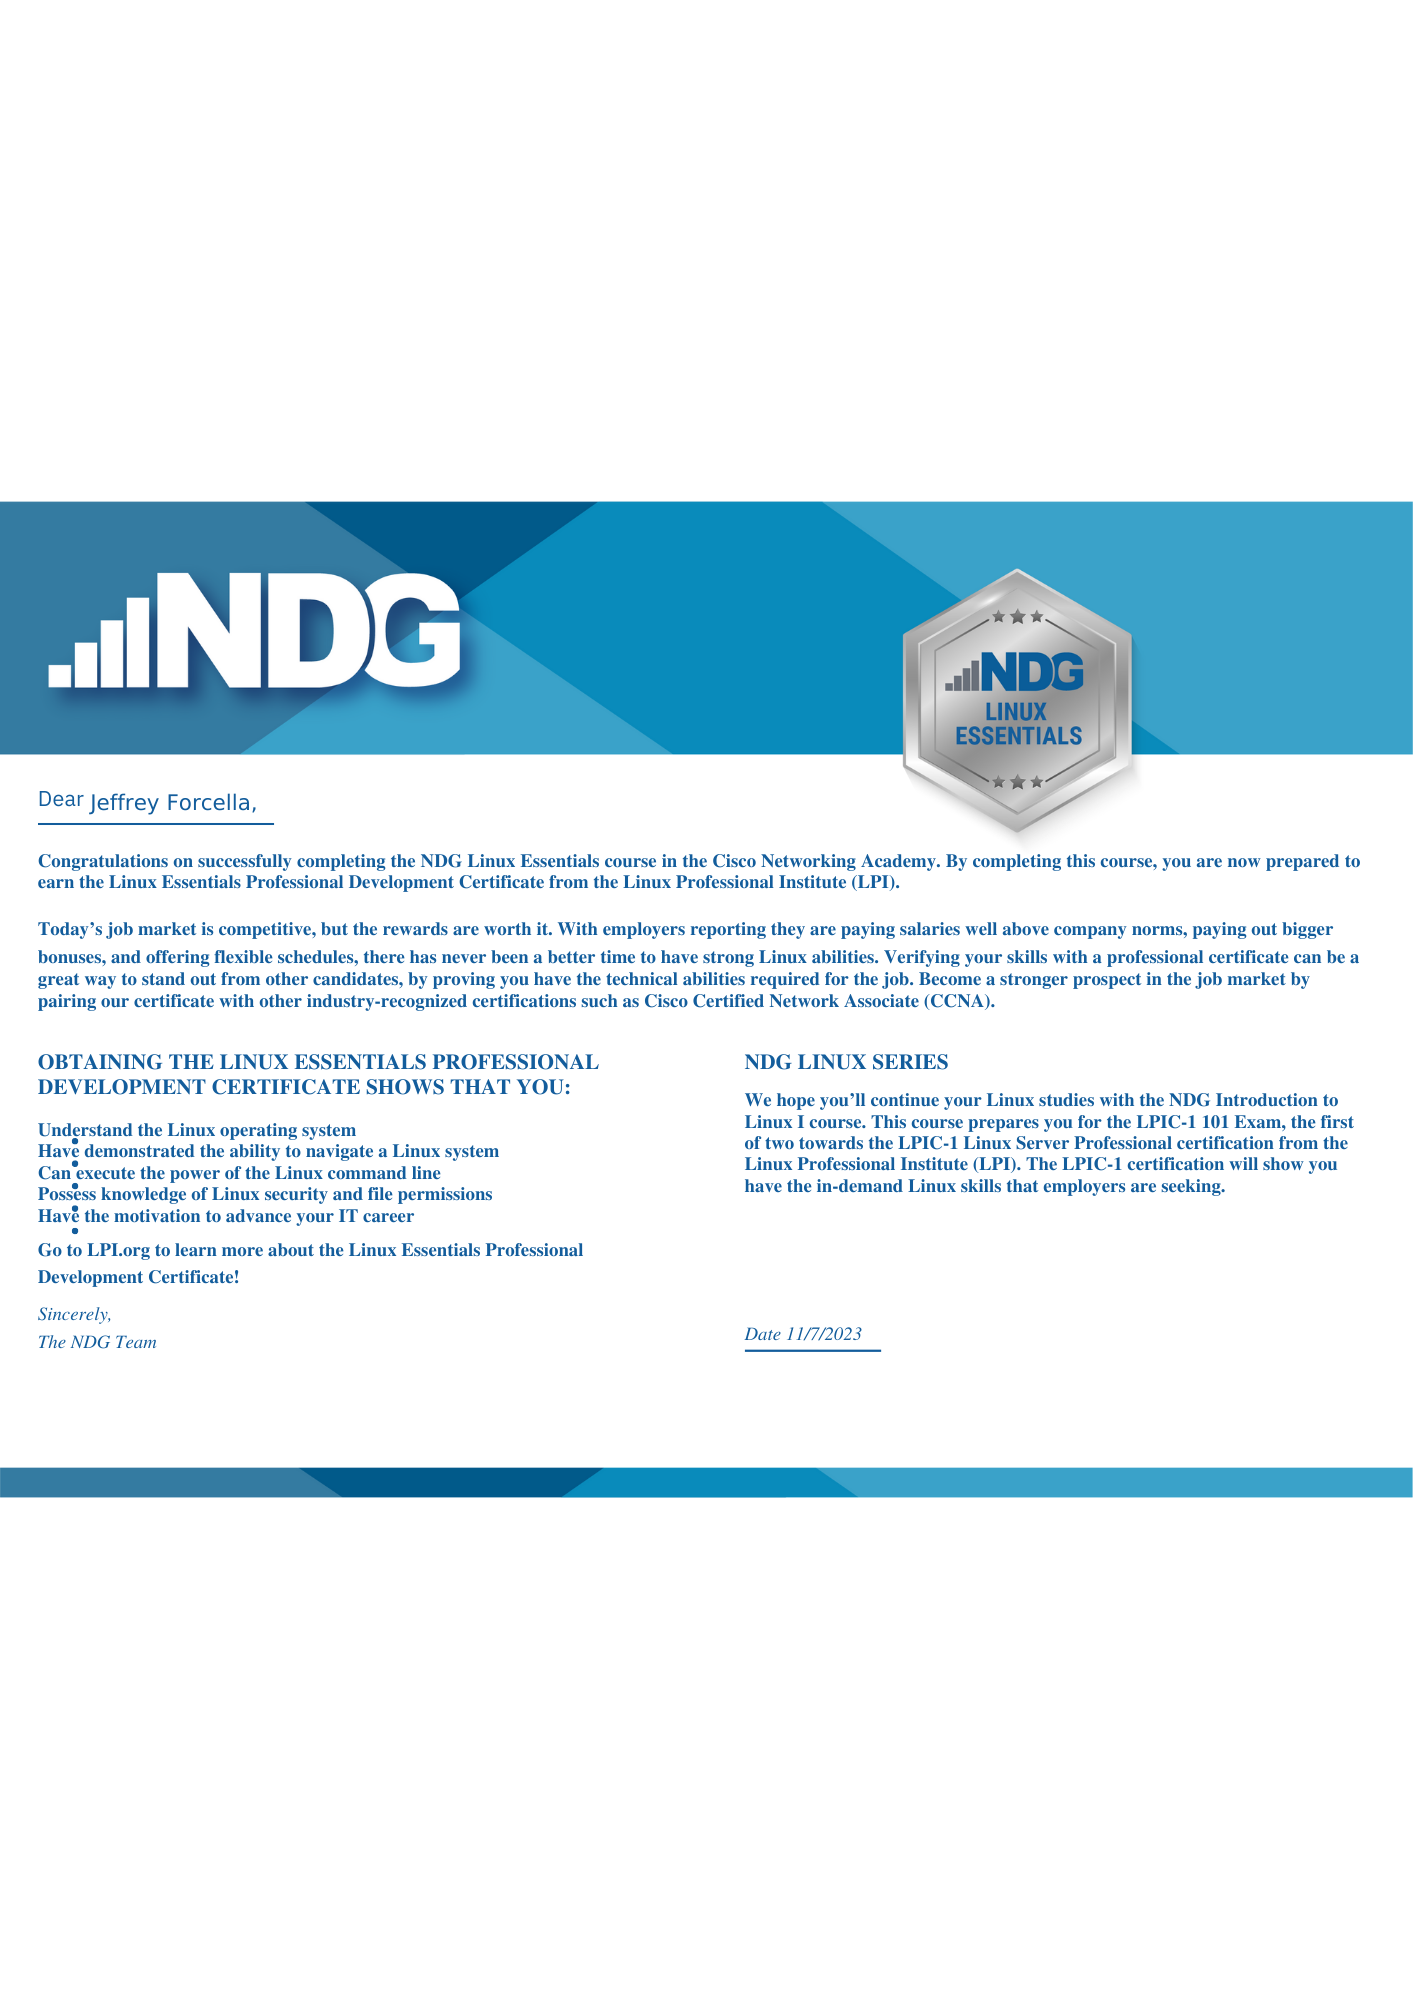 NDG
NDG
LINUX
ESSENTIALS
Dear Jeffrey Forcella,
Congratulations on successfully completing the NDG Linux Essentials course in the Cisco Networking Academy. By completing this course, you are now prepared to
earn the Linux Essentials Professional Development Certificate from the Linux Professional Institute (LPI).
Today’s job market is competitive, but the rewards are worth it. With employers reporting they are paying salaries well above company norms, paying out bigger
bonuses, and offering flexible schedules, there has never been a better time to have strong Linux abilities. Verifying your skills with a professional certificate can be a
great way to stand out from other candidates, by proving you have the technical abilities required for the job. Become a stronger prospect in the job market by
pairing our certificate with other industry-recognized certifications such as Cisco Certified Network Associate (CCNA).
OBTAINING THE LINUX ESSENTIALS PROFESSIONAL
DEVELOPMENT CERTIFICATE SHOWS THAT YOU:
Understand the Linux operating system
Have demonstrated the ability to navigate a Linux system
Can execute the power of the Linux command line
Possess knowledge of Linux security and file permissions
Have the motivation to advance your IT career
Go to LPI.org to learn more about the Linux Essentials Professional
Development Certificate!
Sincerely,
The NDG Team
NDG LINUX SERIES
We hope you’ll continue your Linux studies with the NDG Introduction to
Linux I course. This course prepares you for the LPIC-1 101 Exam, the first
of two towards the LPIC-1 Linux Server Professional certification from the
Linux Professional Institute (LPI). The LPIC-1 certification will show you
have the in-demand Linux skills that employers are seeking.
Date 11/7/2023